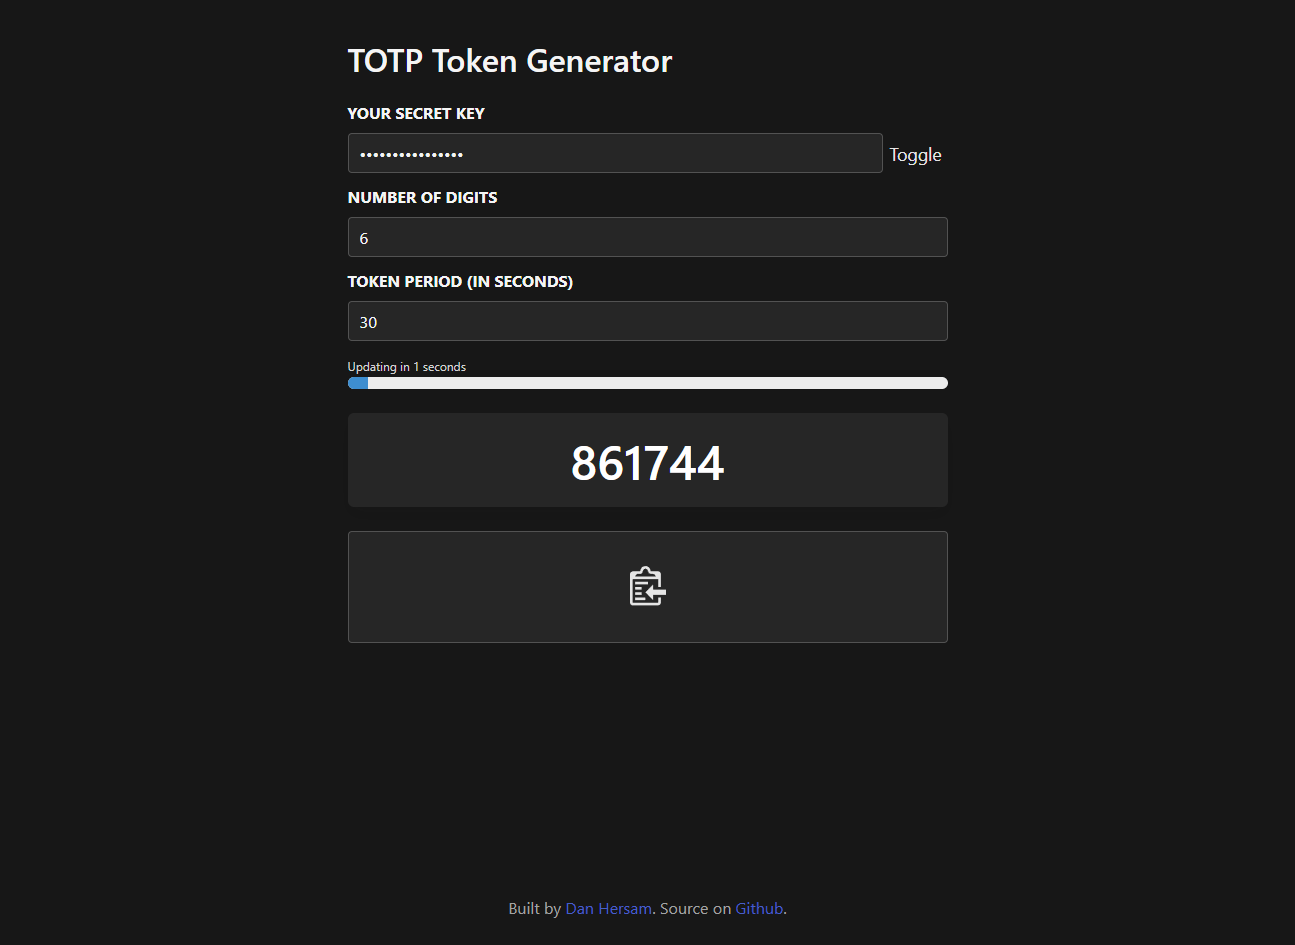 TOTP Token Generator
YOUR SECRET KEY
•••••••••••••••• Toggle
NUMBER OF DIGITS
6
TOKEN PERIOD (IN SECONDS)
30
Updating in 1 seconds
861744
Built by Dan Hersam. Source on Github.